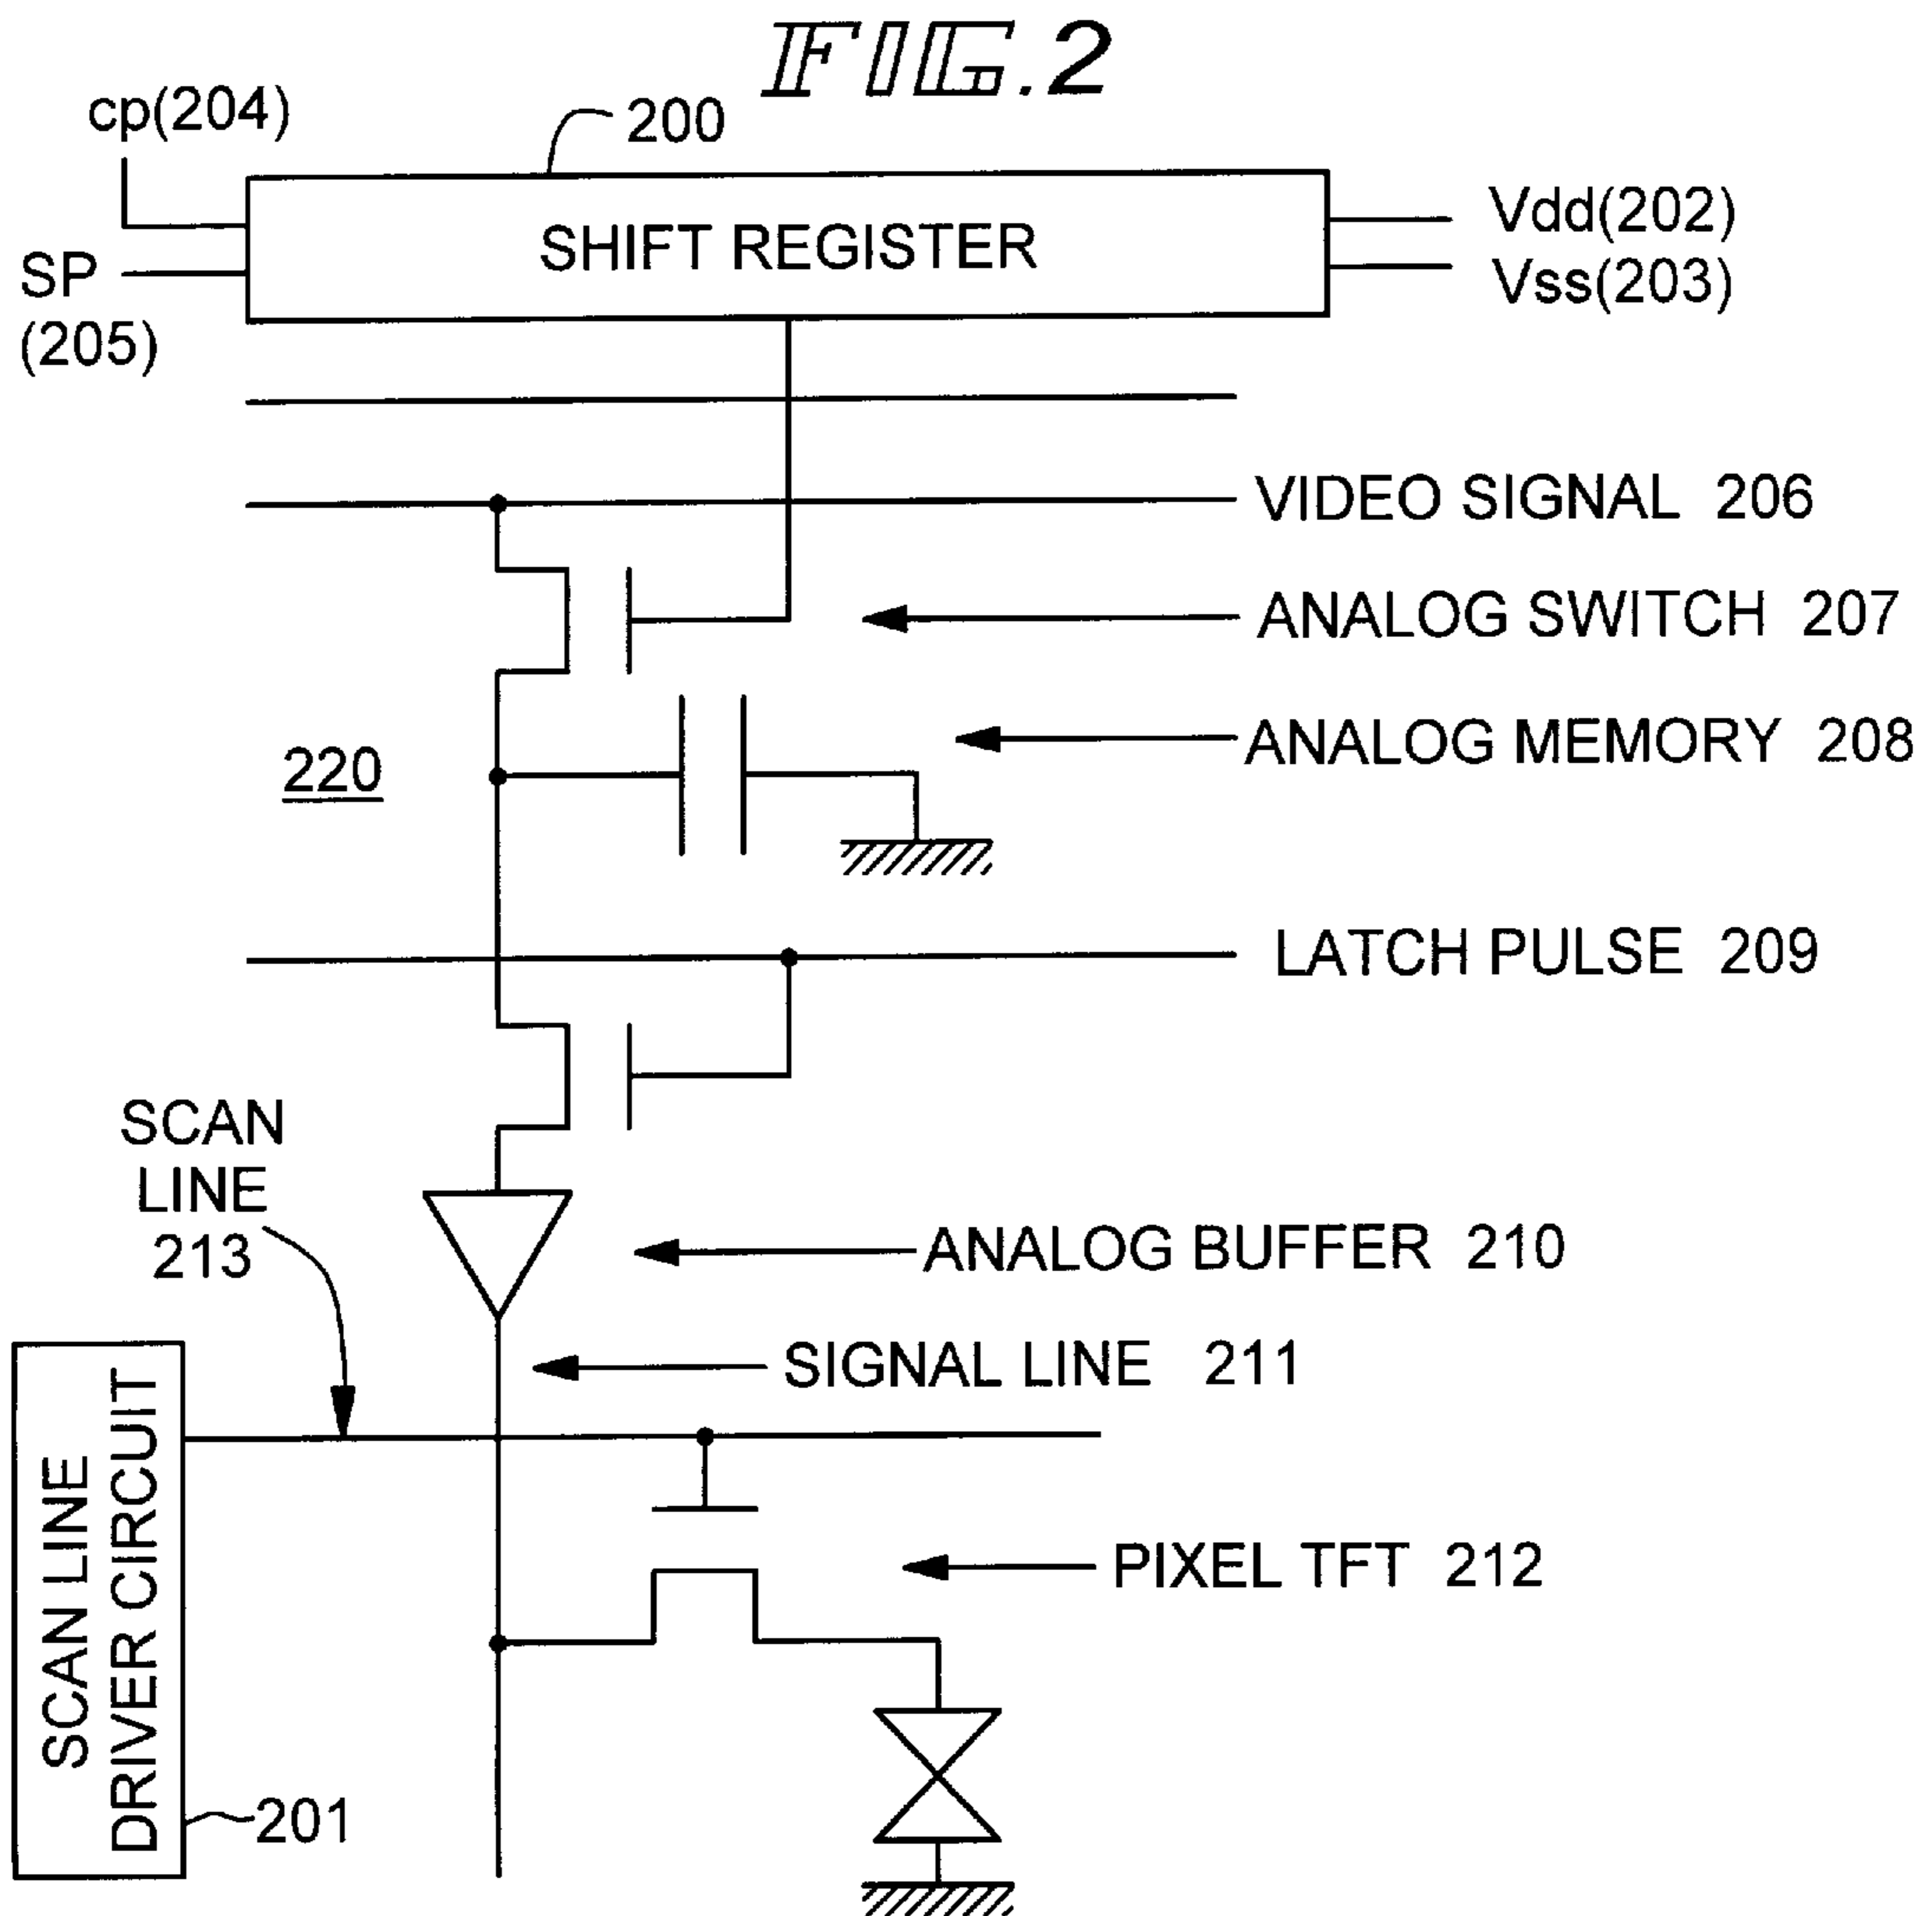 FIG.2
cp(204)
200
SHIFT REGISTER
Vdd(202)
SP
Vss(203)
(205)
VIDEO SIGNAL 206
ANALOG SWITCH 207
ANALOG MEMORY 208
220
LATCH PULSE 209
SCAN
LINE
213
ANALOG BUFFER 210
SIGNAL LINE 211
SCAN LINE
DRIVER CIRCUIT
PIXEL TFT 212
201